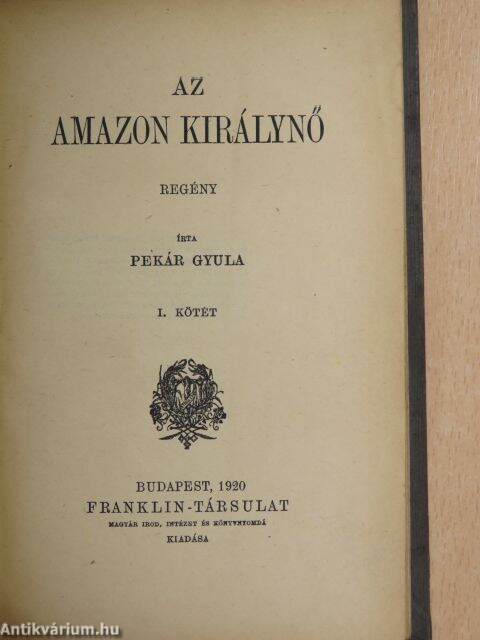 AZ
AMAZON KIRÁLYNŐ
REGÉNY
ÍRTA
PEKÁR GYULA
I. KÖTET
BUDAPEST, 1920
FRANKLIN-TÁRSULAT
MAGYAR IROD. INTÉZET ÉS KÖNYVNYOMDA
KIADÁSA
Antikvárium.hu